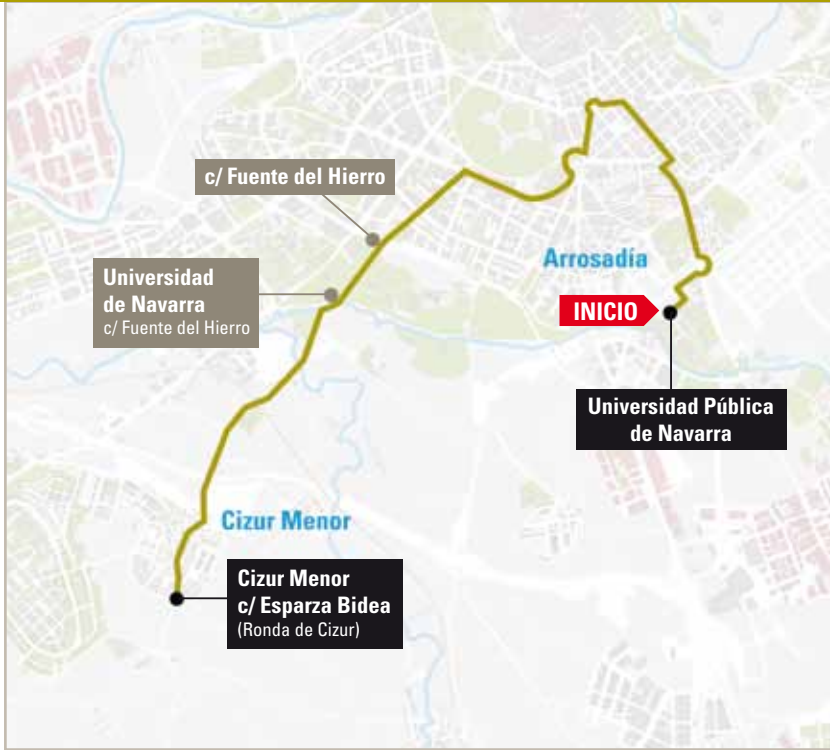 c/ Fuente del Hierro
Universidad
de Navarra
c/ Fuente del Hierro
Arrosadía
INICIO
Universidad Pública
de Navarra
Cizur Menor
Cizur Menor
c/ Esparza Bidea
(Ronda de Cizur)